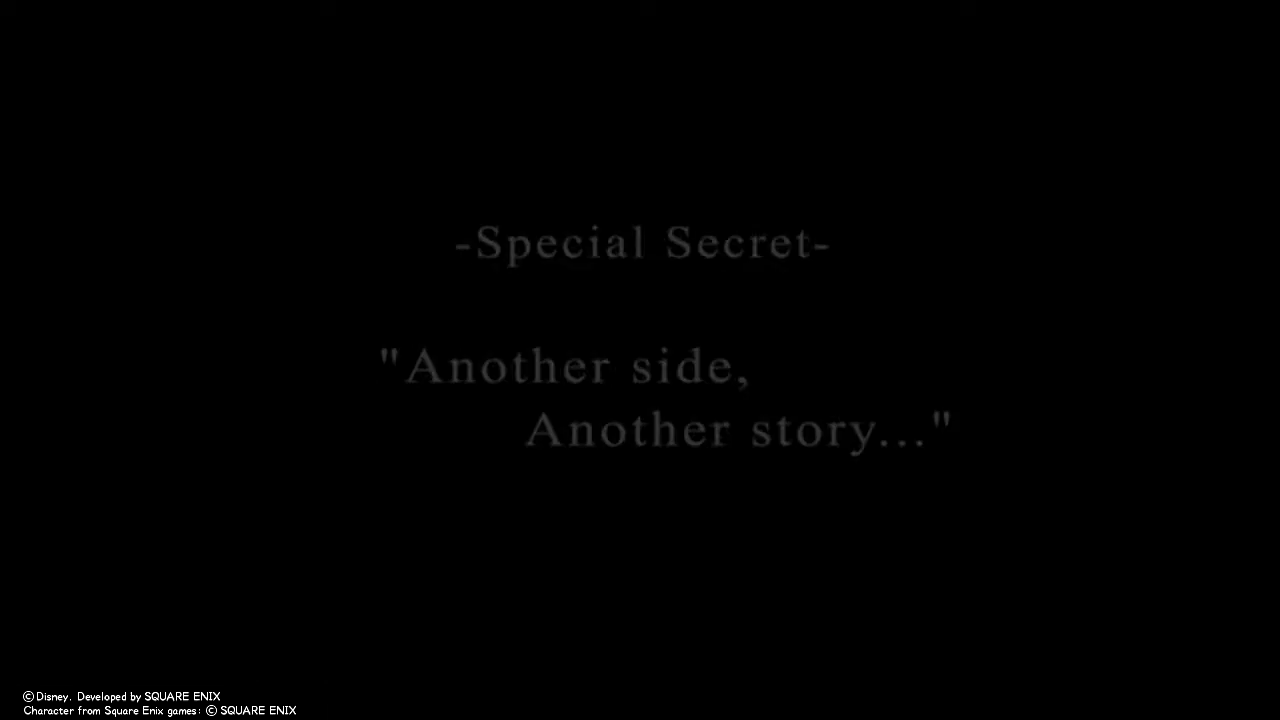 -Special Secret-
"Another side,
Another story..."
©Disney. Developed by SQUARE ENIX
Character from Square Enix games: © SQUARE ENIX